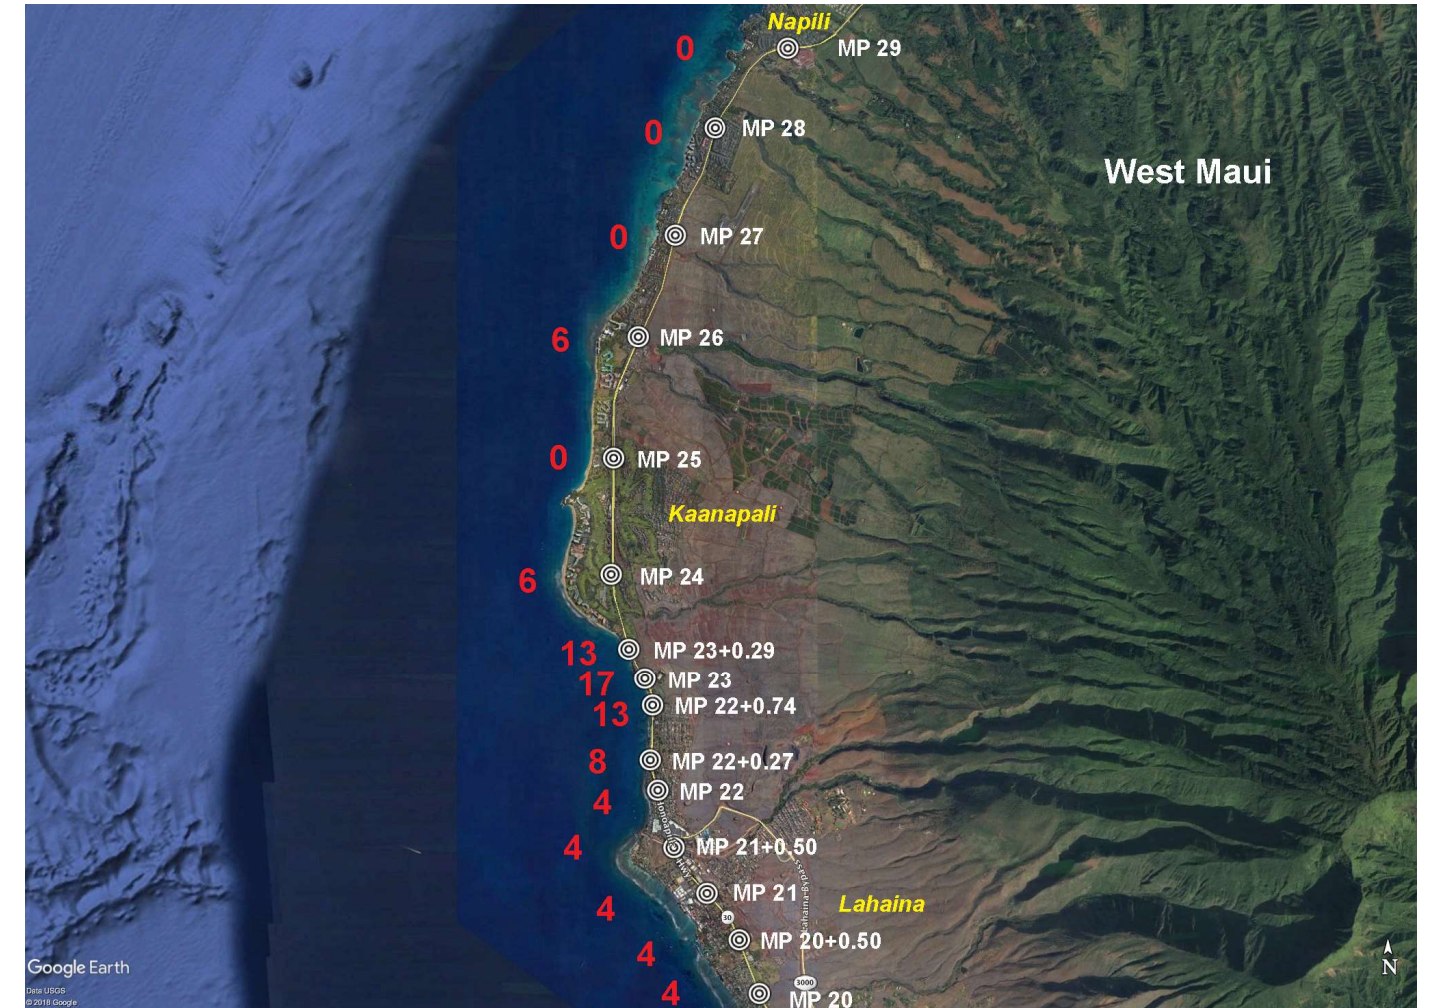 Napili
0
MP 29
0
MP 28
West Maui
0
MP 27
6
MP 26
0
MP 25
Kaanapali
6
MP 24
13
MP 23+0.29
17
MP 23
13
MP 22+0.74
8
MP 22+0.27
4
MP 22
4
MP 21+0.50
Hwy
4
MP 21
Lahaina
30
4
MP 20+0.50
4
MP 20
3000
N
Google Earth
Data USGS
© 2018 Google